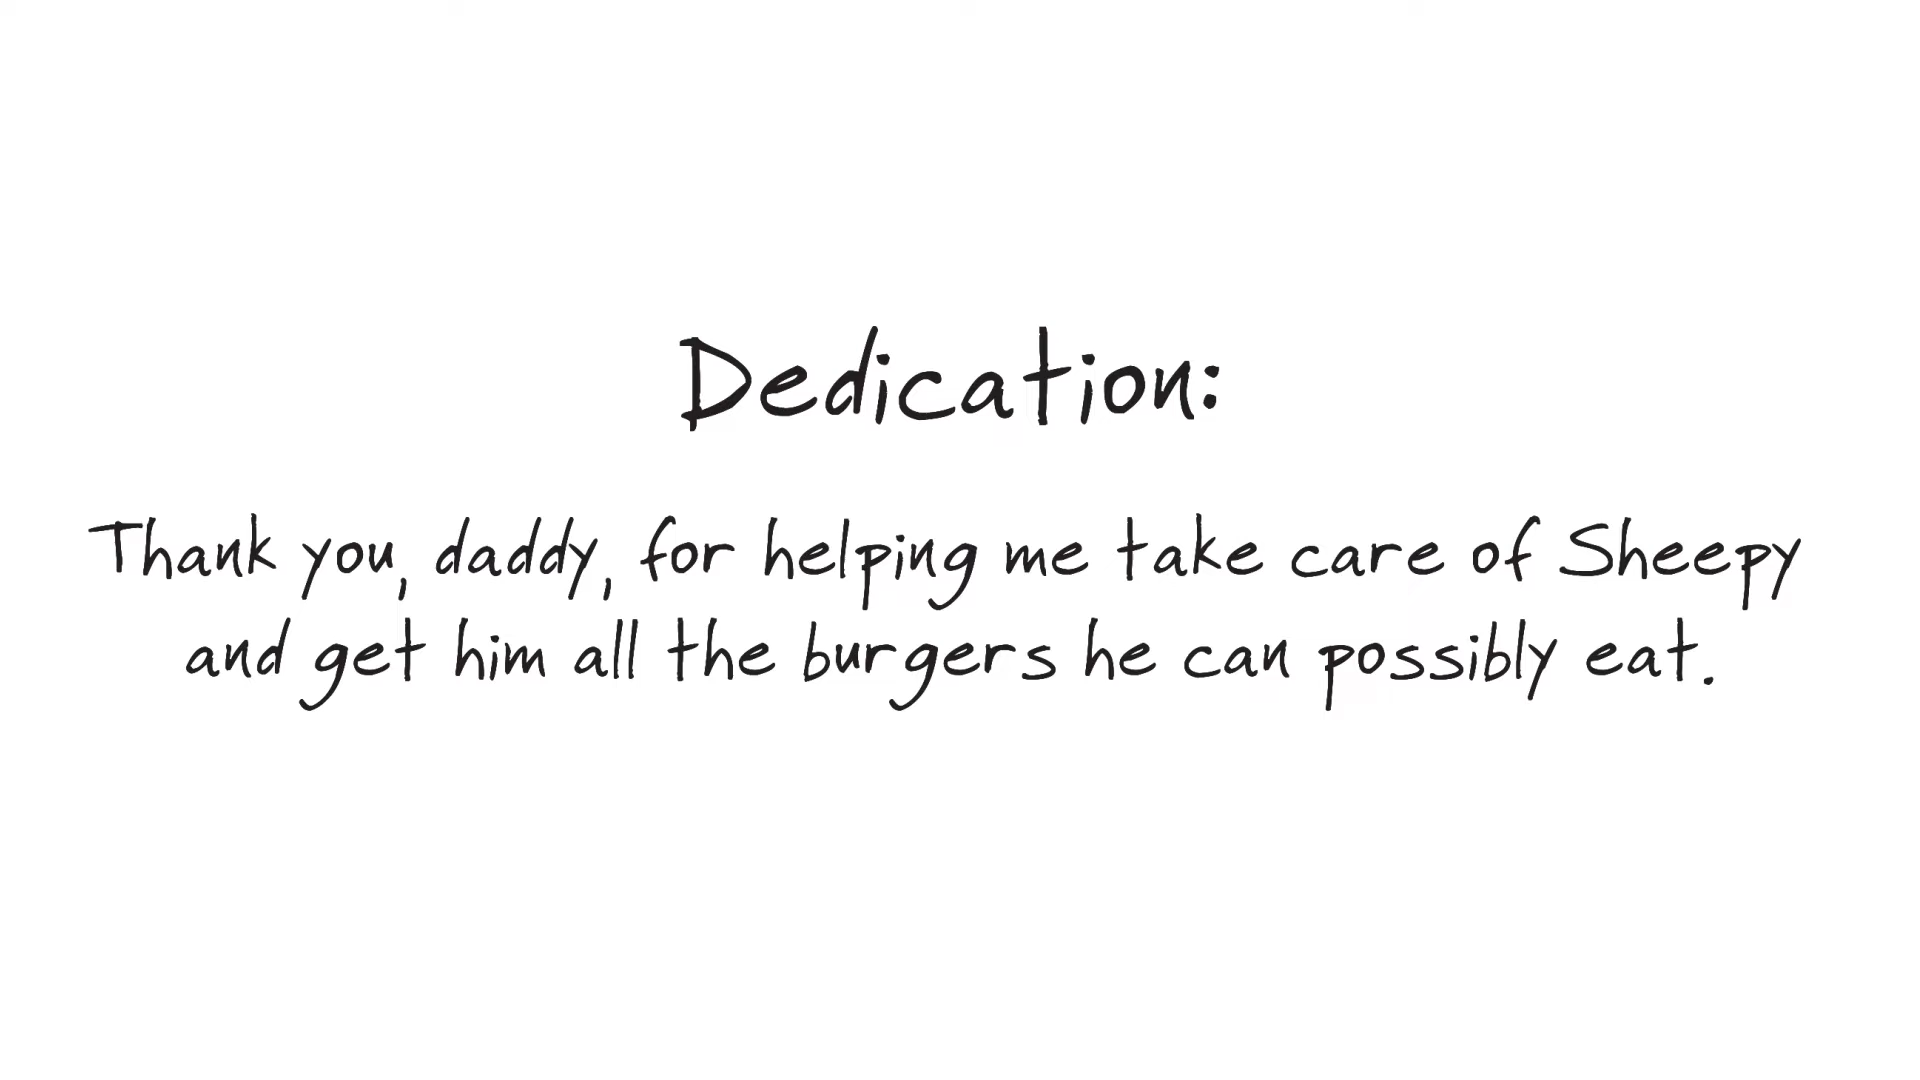 Dedication:
Thank you, daddy, for helping me take care of Sheepy
and get him all the burgers he can possibly eat.